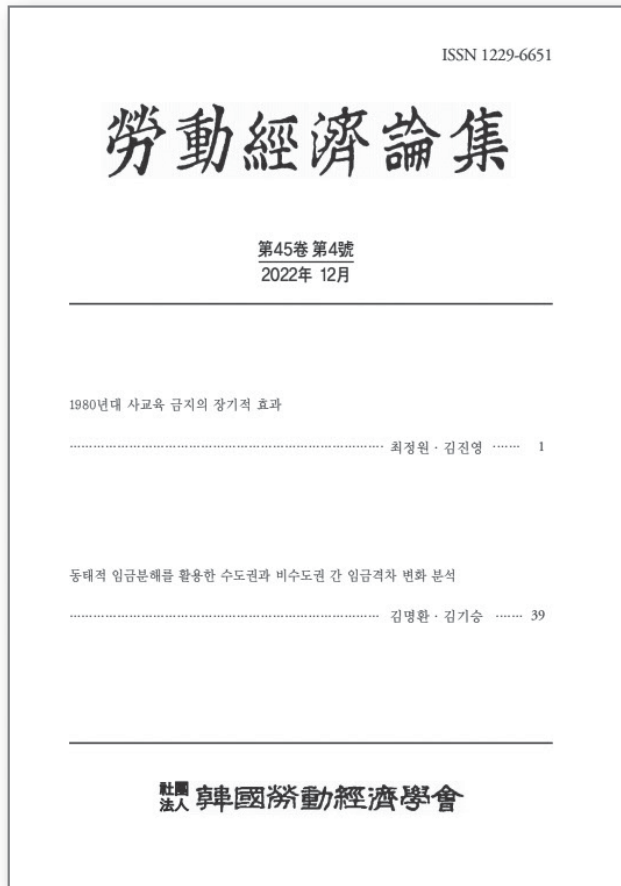 ISSN 1229-6651
勞動經濟論集
第45卷 第4號
2022年 12月
1980년대 사교육 금지의 장기적 효과
최정원 · 김진영 ······ 1
동태적 임금분해를 활용한 수도권과 비수도권 간 임금격차 변화 분석
김명환 · 김기승 ······ 39
社團法人 韓國勞動經濟學會